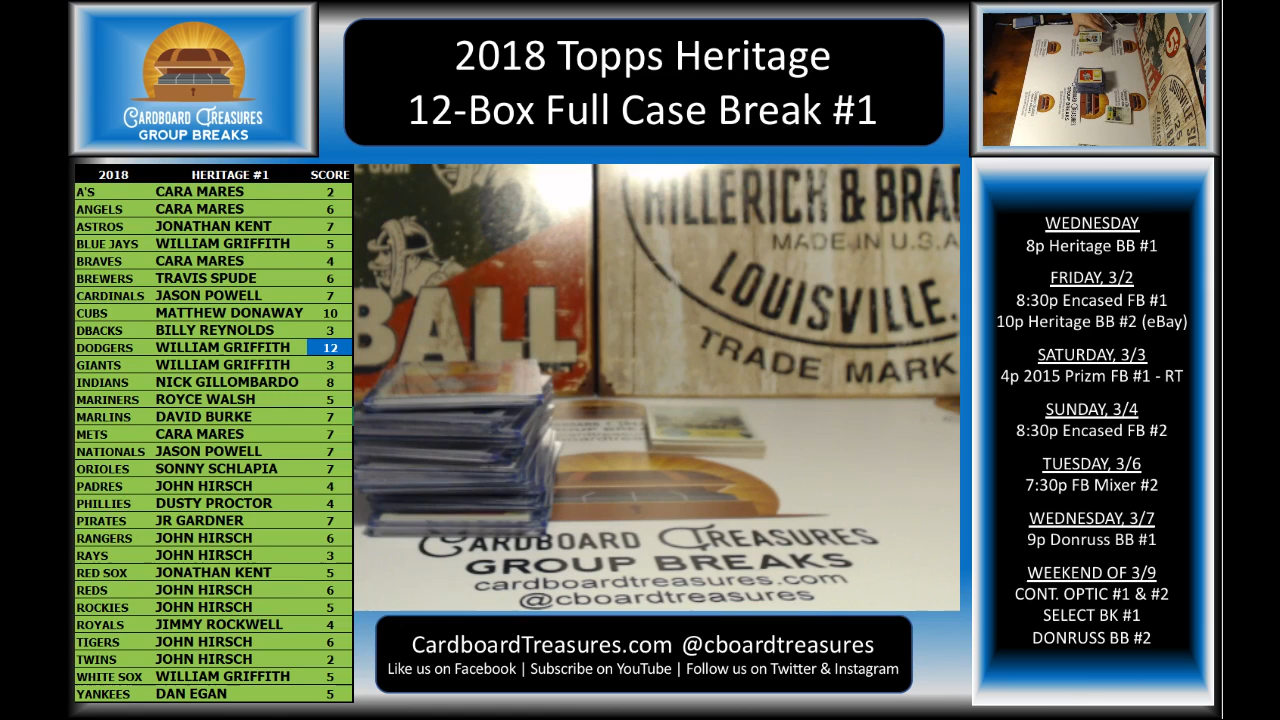 CARDBOARD TREASURES
GROUP BREAKS
2018 Topps Heritage
12-Box Full Case Break #1
2018 HERITAGE #1 SCORE
A'S CARA MARES 2
ANGELS CARA MARES 6
ASTROS JONATHAN KENT 7
BLUE JAYS WILLIAM GRIFFITH 5
BRAVES CARA MARES 4
BREWERS TRAVIS SPUDE 6
CARDINALS JASON POWELL 7
CUBS MATTHEW DONAWAY 10
DBACKS BILLY REYNOLDS 3
DODGERS WILLIAM GRIFFITH 12
GIANTS WILLIAM GRIFFITH 3
INDIANS NICK GILLOMBARDO 8
MARINERS ROYCE WALSH 5
MARLINS DAVID BURKE 7
METS CARA MARES 7
NATIONALS JASON POWELL 7
ORIOLES SONNY SCHLAPIA 7
PADRES JOHN HIRSCH 4
PHILLIES DUSTY PROCTOR 4
PIRATES JR GARDNER 7
RANGERS JOHN HIRSCH 6
RAYS JOHN HIRSCH 3
RED SOX JONATHAN KENT 5
REDS JOHN HIRSCH 6
ROCKIES JOHN HIRSCH 5
ROYALS JIMMY ROCKWELL 4
TIGERS JOHN HIRSCH 6
TWINS JOHN HIRSCH 2
WHITE SOX WILLIAM GRIFFITH 5
YANKEES DAN EGAN 5
BALL
HILLERICH & BRA
MADE IN U.S.A
LOUISVILLE.
TRADE MARK
CARDBOARD TREASURES
GROUP BREAKS
cardboardtreasures.com
@cboardtreasures
CardboardTreasures.com @cboardtreasures
Like us on Facebook | Subscribe on YouTube | Follow us on Twitter & Instagram
WEDNESDAY
8p Heritage BB #1
FRIDAY, 3/2
8:30p Encased FB #1
10p Heritage BB #2 (eBay)
SATURDAY, 3/3
4p 2015 Prizm FB #1 - RT
SUNDAY, 3/4
8:30p Encased FB #2
TUESDAY, 3/6
7:30p FB Mixer #2
WEDNESDAY, 3/7
9p Donruss BB #1
WEEKEND OF 3/9
CONT. OPTIC #1 & #2
SELECT BK #1
DONRUSS BB #2